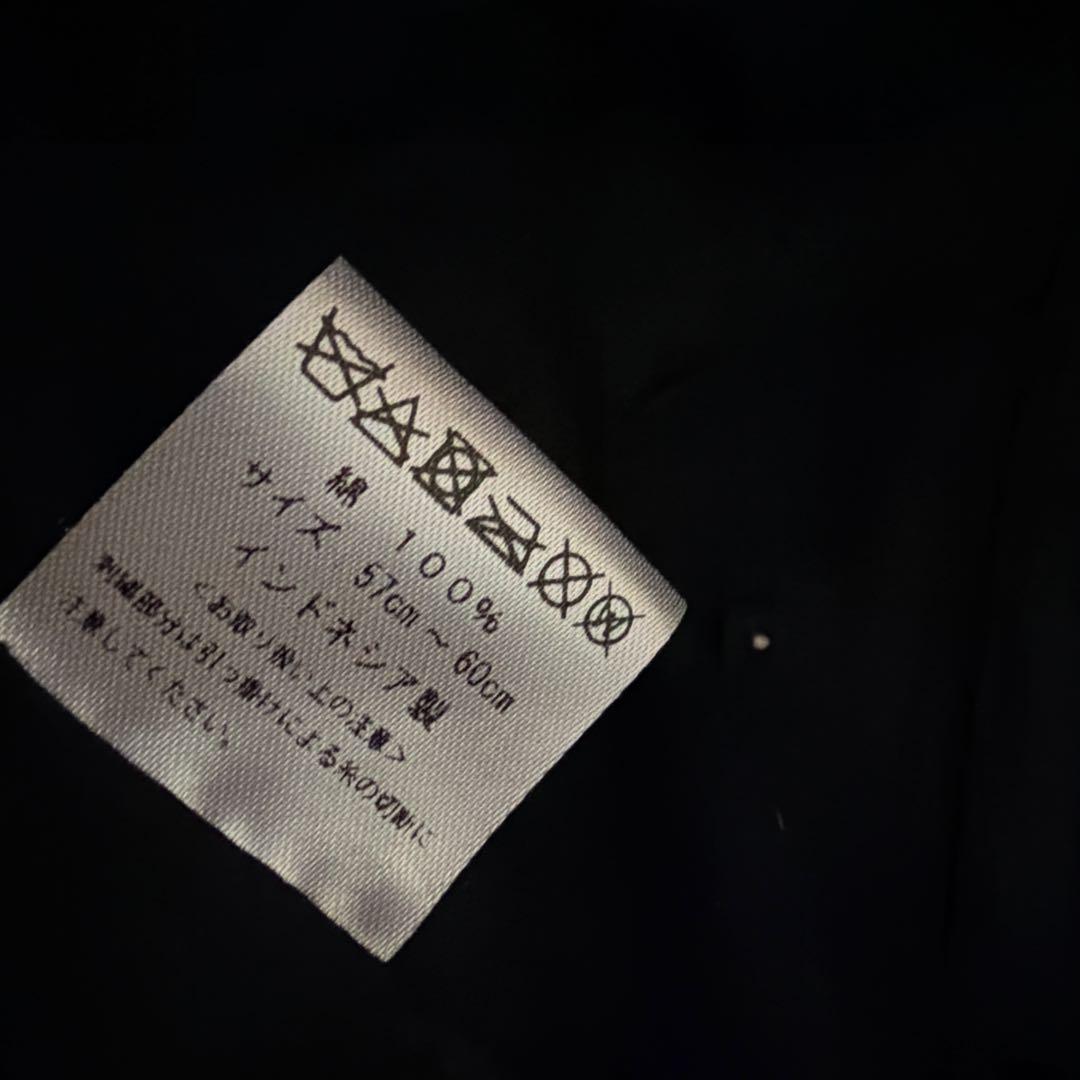 綿 100%
サイズ 57cm～60cm
インドネシア製
＜お取り扱い上の注意＞
刺繍部分は引っ掛けによる糸の切断に
注意してください。